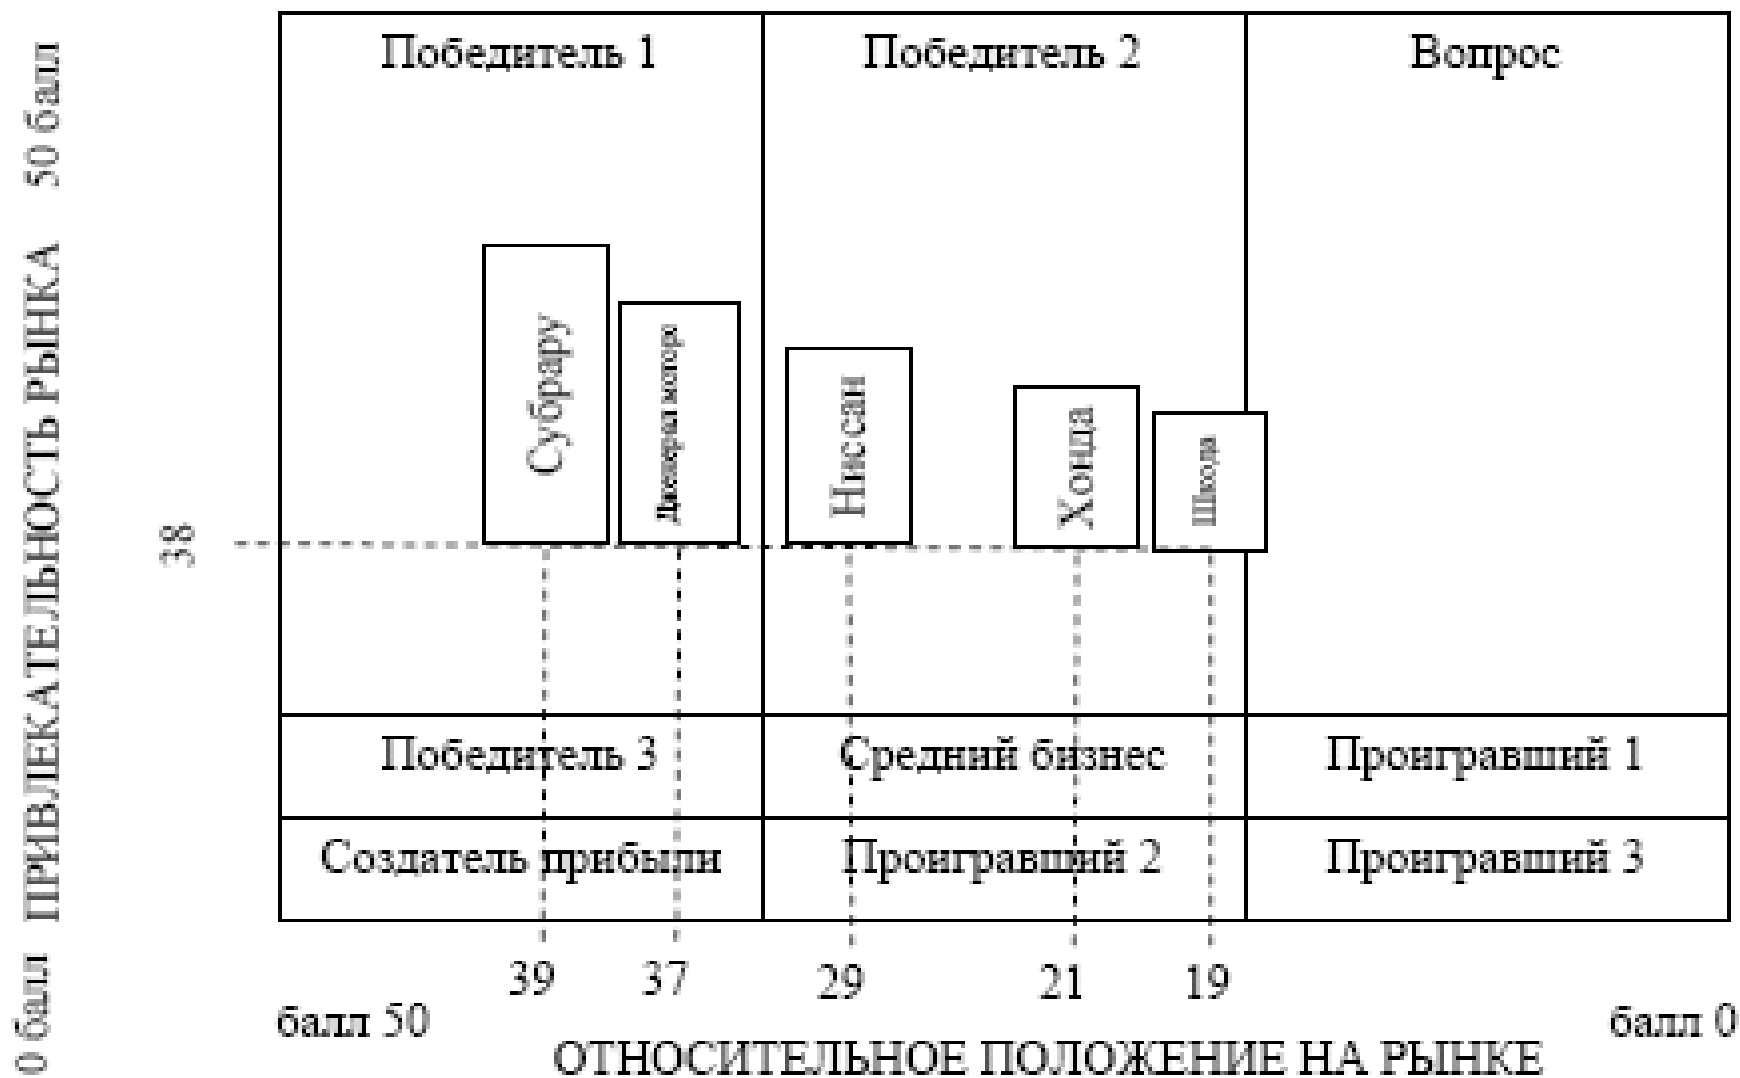 50 балл
ПРИВЛЕКАТЕЛЬНОСТЬ РЫНКА
0 балл
38
Победитель 1
Победитель 2
Вопрос
Субрару
Дженерал моторс
Ниссан
Хонда
Шкода
Победитель 3
Средний бизнес
Проигравший 1
Создатель прибыли
Проигравший 2
Проигравший 3
39
37
29
21
19
балл 50
балл 0
ОТНОСИТЕЛЬНОЕ ПОЛОЖЕНИЕ НА РЫНКЕ